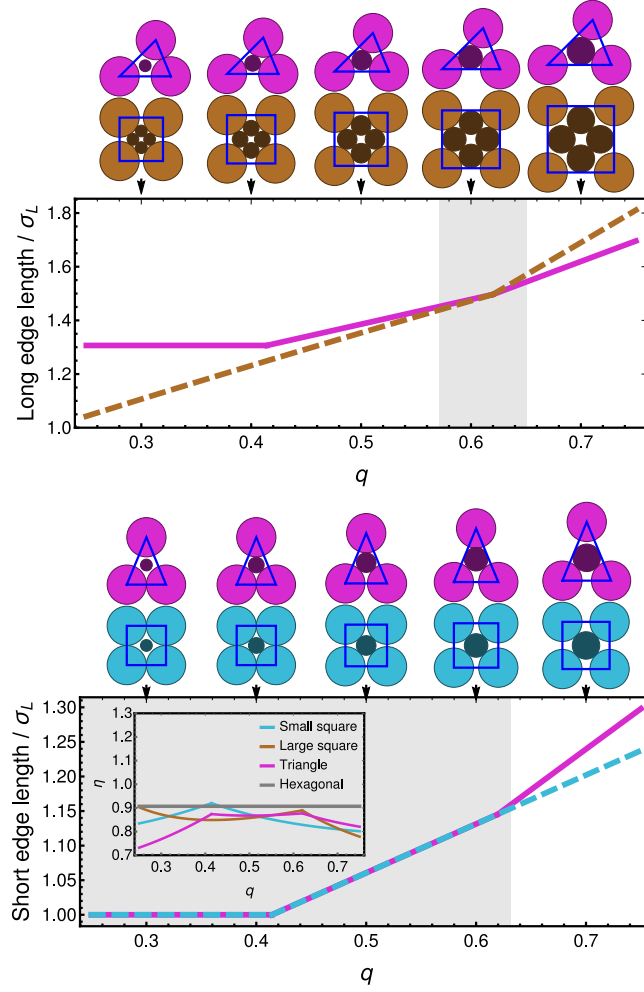 1.8
1.6
1.4
1.2
1.0
Long edge length / σL
0.3 0.4 0.5 0.6 0.7
q
1.30
1.25
1.20
1.15
1.10
1.05
1.00
Short edge length / σL
1.3
1.2
1.1
1.0
0.9
0.8
0.7
η
Small square
Large square
Triangle
Hexagonal
0.3 0.4 0.5 0.6 0.7
q
0.3 0.4 0.5 0.6 0.7
q